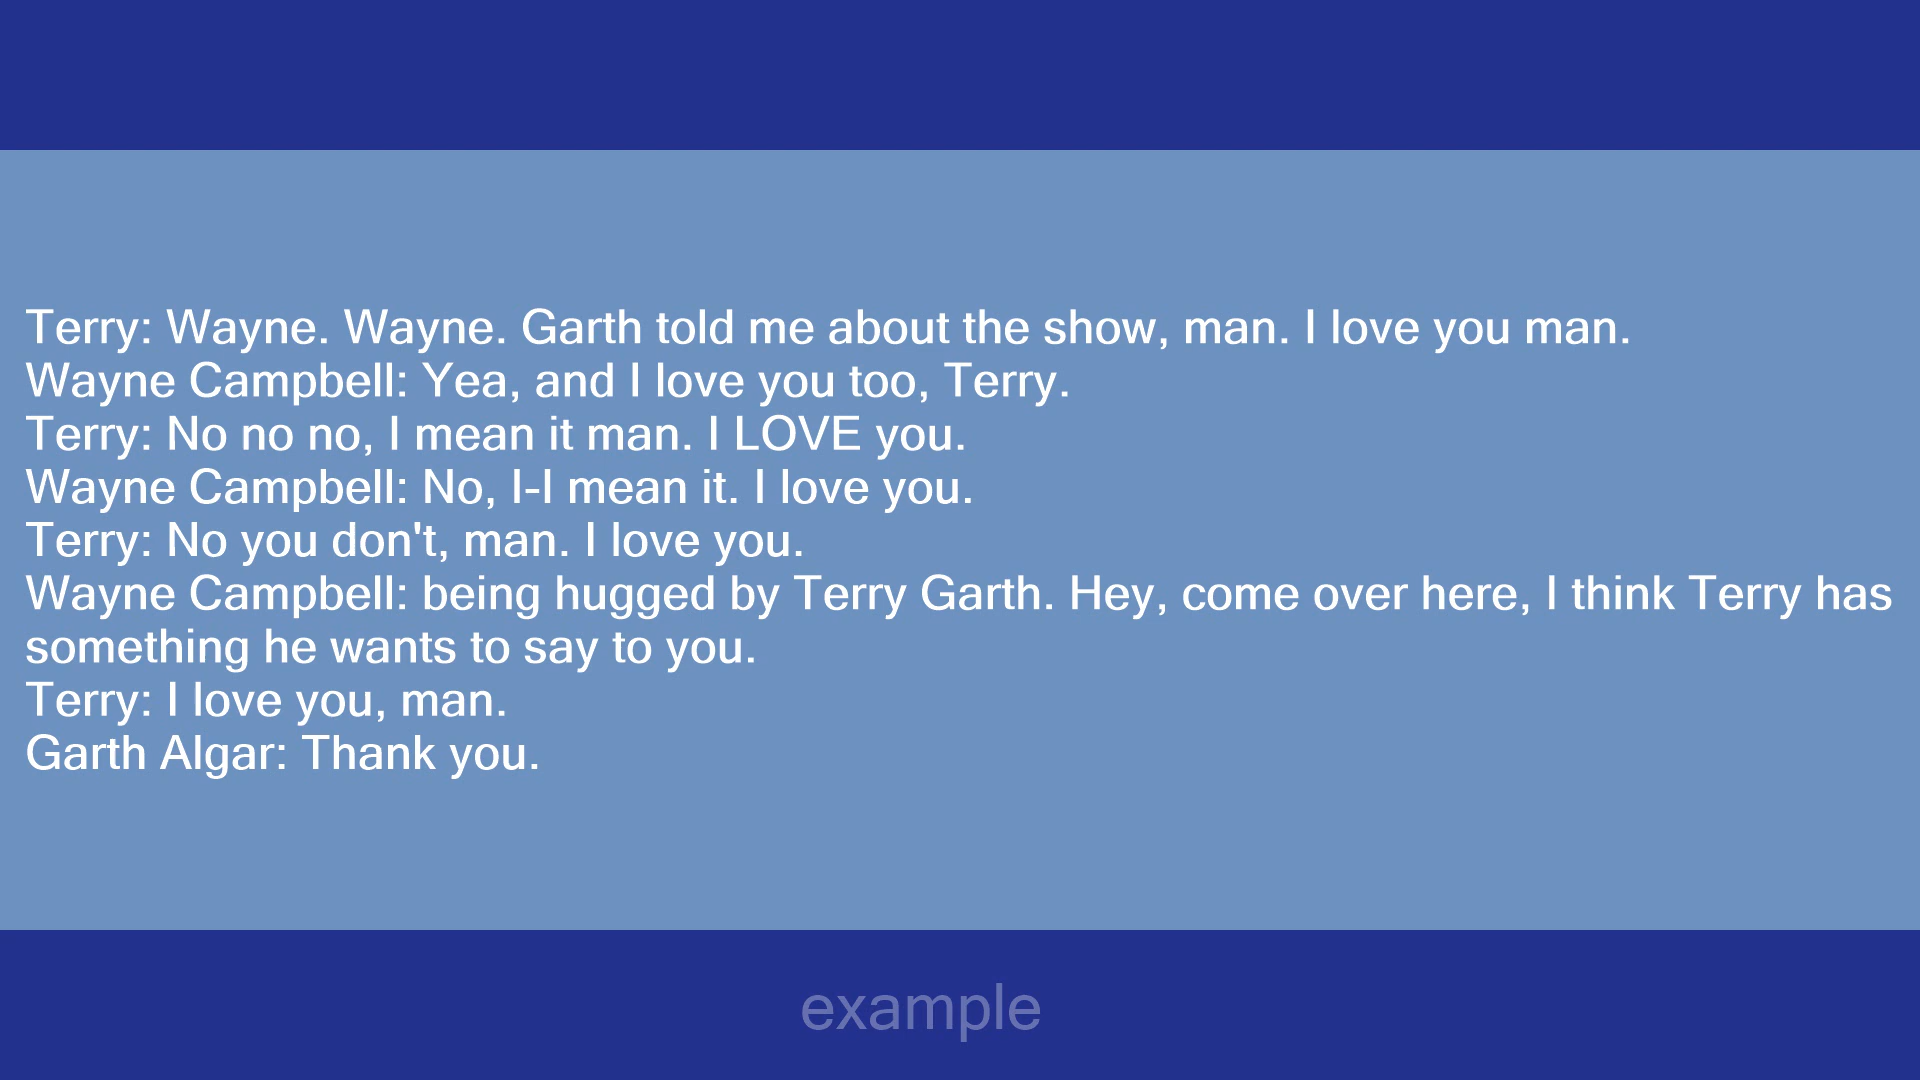 Terry: Wayne. Wayne. Garth told me about the show, man. I love you man.
Wayne Campbell: Yea, and I love you too, Terry.
Terry: No no no, I mean it man. I LOVE you.
Wayne Campbell: No, I-I mean it. I love you.
Terry: No you don't, man. I love you.
Wayne Campbell: being hugged by Terry Garth. Hey, come over here, I think Terry has
something he wants to say to you.
Terry: I love you, man.
Garth Algar: Thank you.
example